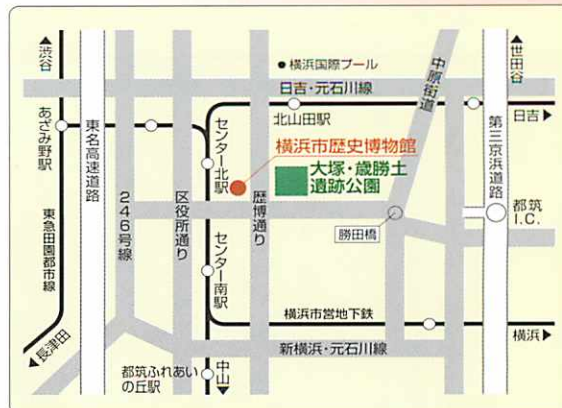 ▲渋谷
あざみ野駅
東急田園都市線
▲長津田
東名高速道路
246号線
区役所通り
センター北駅
センター南駅
都筑ふれあい
の丘駅
中山▼
歴博通り
●横浜国際プール
日吉・元石川線
北山田駅
横浜市歴史博物館
大塚・歳勝土
遺跡公園
勝田橋
中原街道
横浜市営地下鉄
新横浜・元石川線
第三京浜道路
▲世田谷
日吉▶
都筑
I.C.
横浜▶